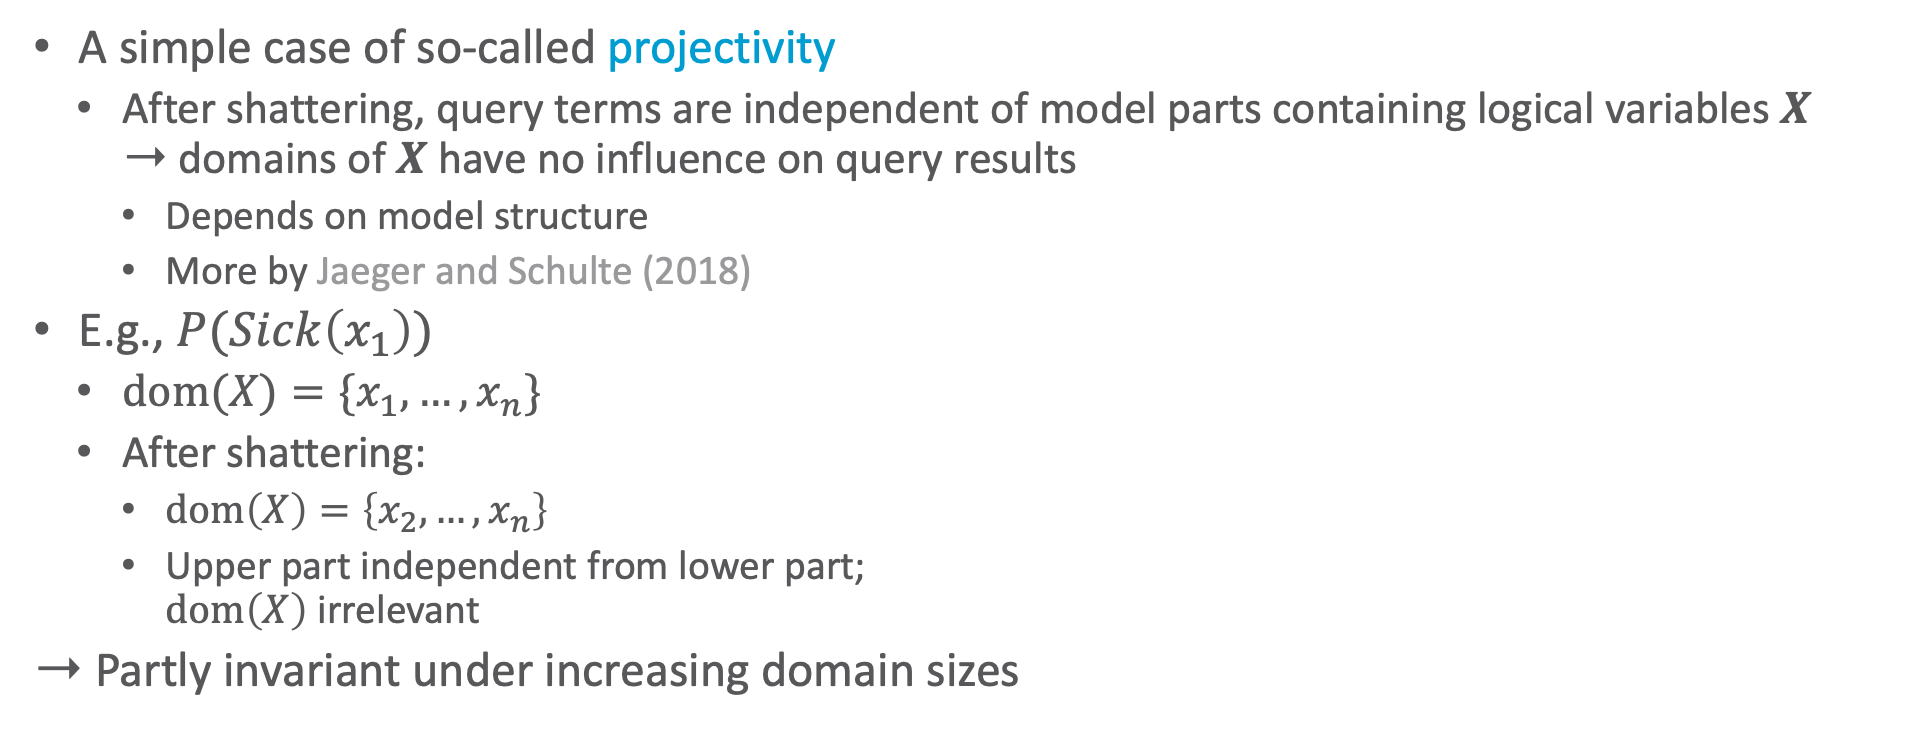 • A simple case of so-called projectivity
• After shattering, query terms are independent of model parts containing logical variables X
→ domains of X have no influence on query results
• Depends on model structure
• More by Jaeger and Schulte (2018)
• E.g., P(Sick(x₁))
• dom(X) = {x₁, … , xₙ}
• After shattering:
• dom(X) = {x₂, … , xₙ}
• Upper part independent from lower part;
dom(X) irrelevant
→ Partly invariant under increasing domain sizes